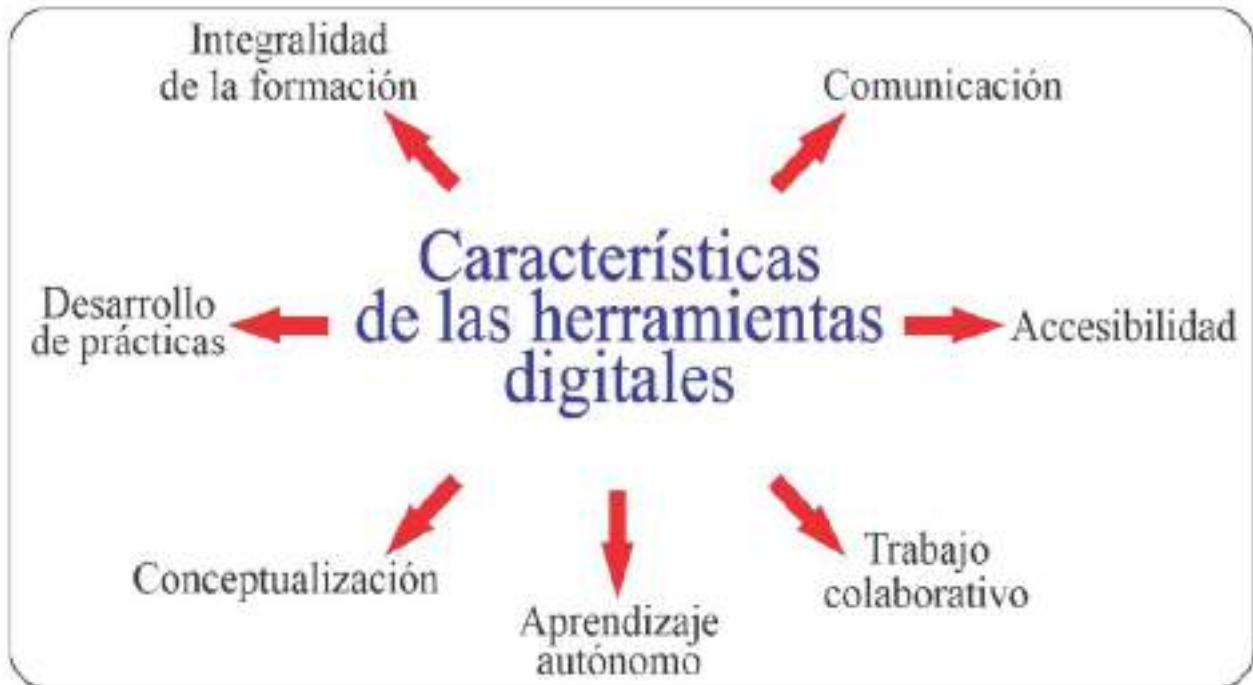 Integralidad
de la formación
Comunicación
Características
de las herramientas
digitales
Desarrollo
de prácticas
Accesibilidad
Conceptualización
Aprendizaje
autónomo
Trabajo
colaborativo